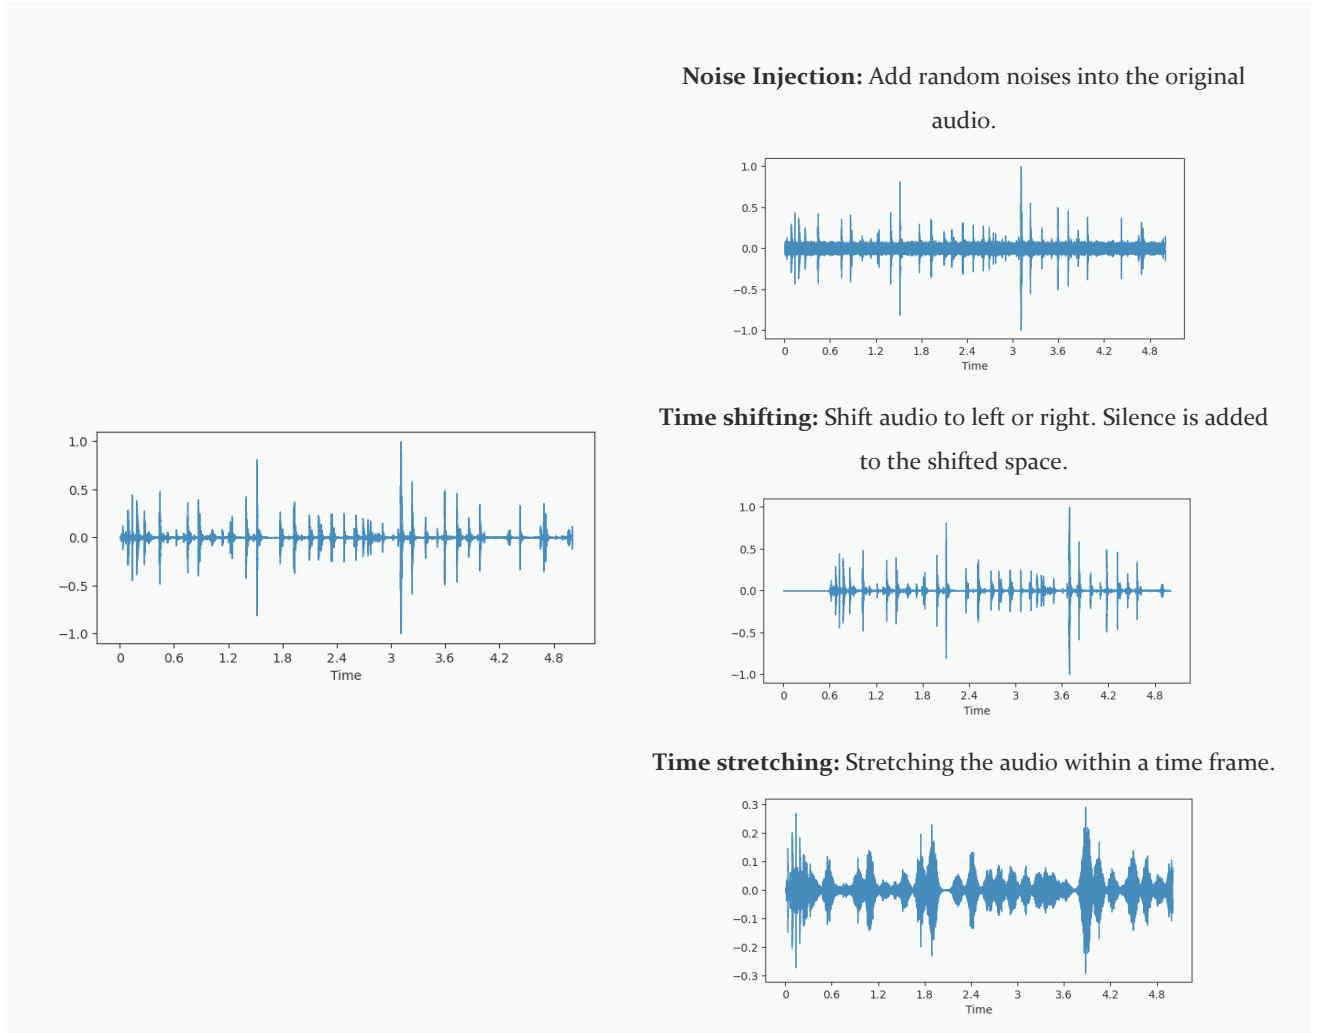 Noise Injection: Add random noises into the original
audio.
1.0
0.5
0.0
−0.5
−1.0
0 0.6 1.2 1.8 2.4 3 3.6 4.2 4.8
Time
1.0
0.5
0.0
−0.5
−1.0
0 0.6 1.2 1.8 2.4 3 3.6 4.2 4.8
Time
Time shifting: Shift audio to left or right. Silence is added
to the shifted space.
1.0
0.5
0.0
−0.5
−1.0
0 0.6 1.2 1.8 2.4 3 3.6 4.2 4.8
Time
Time stretching: Stretching the audio within a time frame.
0.3
0.2
0.1
0.0
−0.1
−0.2
−0.3
0 0.6 1.2 1.8 2.4 3 3.6 4.2 4.8
Time